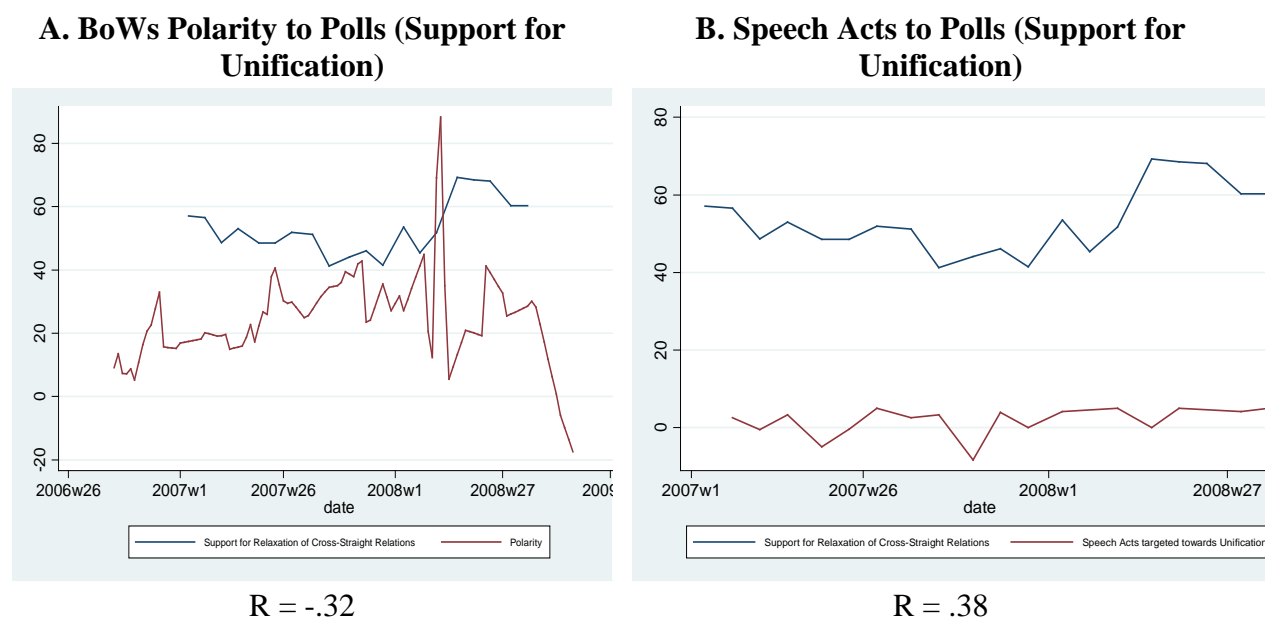 A. BoWs Polarity to Polls (Support for
Unification)
80
60
40
20
0
-20
2006w26 2007w1 2007w26 2008w1 2008w27 2009
date
Support for Relaxation of Cross-Straight Relations Polarity
R = -.32
B. Speech Acts to Polls (Support for
Unification)
80
60
40
20
0
2007w1 2007w26 2008w1 2008w27
date
Support for Relaxation of Cross-Straight Relations Speech Acts targeted towards Unification
R = .38